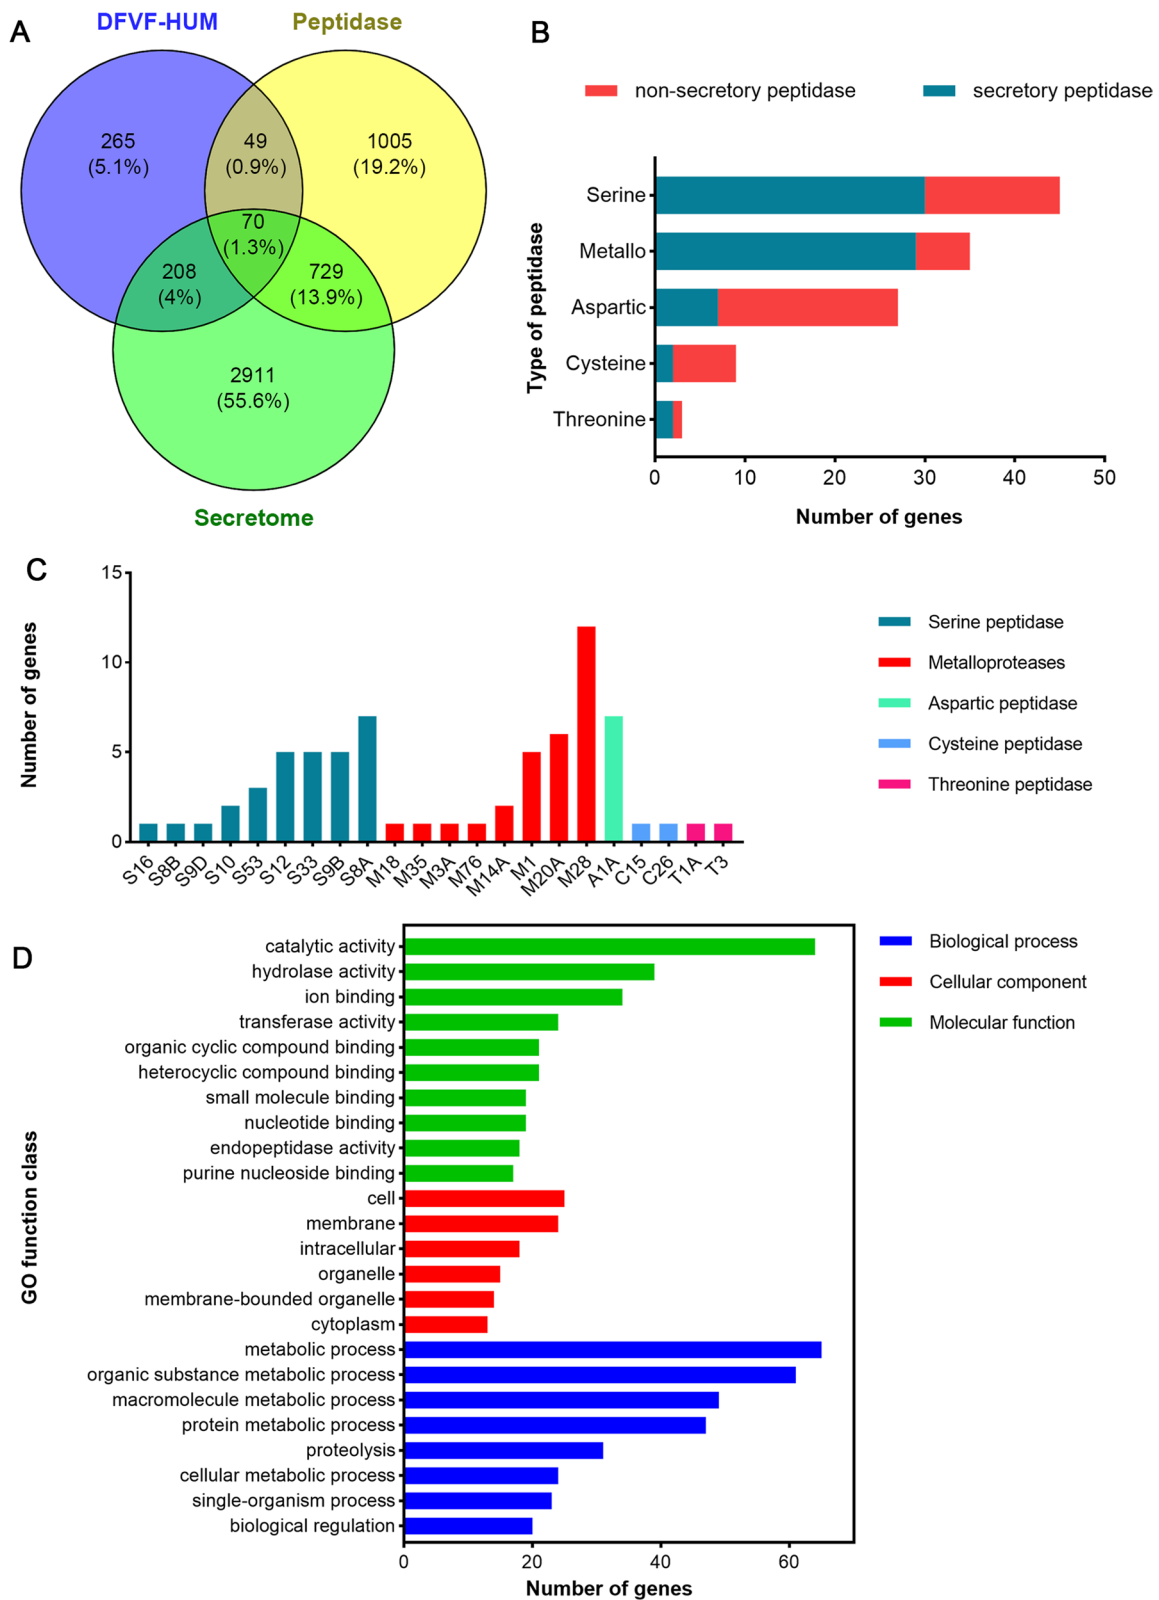 A
DFVF-HUM
Peptidase
265
(5.1%)
49
(0.9%)
1005
(19.2%)
70
(1.3%)
208
(4%)
729
(13.9%)
2911
(55.6%)
Secretome
B
non-secretory peptidase
secretory peptidase
Type of peptidase
Serine
Metallo
Aspartic
Cysteine
Threonine
0 10 20 30 40 50
Number of genes
C
Number of genes
15
10
5
0
S16 S8B S9D S10 S53 S12 S33 S9B S8A M18 M35 M3A M76 M14A M1 M20A M28 A1A C15 C26 T1A T3
Serine peptidase
Metalloproteases
Aspartic peptidase
Cysteine peptidase
Threonine peptidase
D
GO function class
catalytic activity
hydrolase activity
ion binding
transferase activity
organic cyclic compound binding
heterocyclic compound binding
small molecule binding
nucleotide binding
endopeptidase activity
purine nucleoside binding
cell
membrane
intracellular
organelle
membrane-bounded organelle
cytoplasm
metabolic process
organic substance metabolic process
macromolecule metabolic process
protein metabolic process
proteolysis
cellular metabolic process
single-organism process
biological regulation
0 20 40 60
Number of genes
Biological process
Cellular component
Molecular function